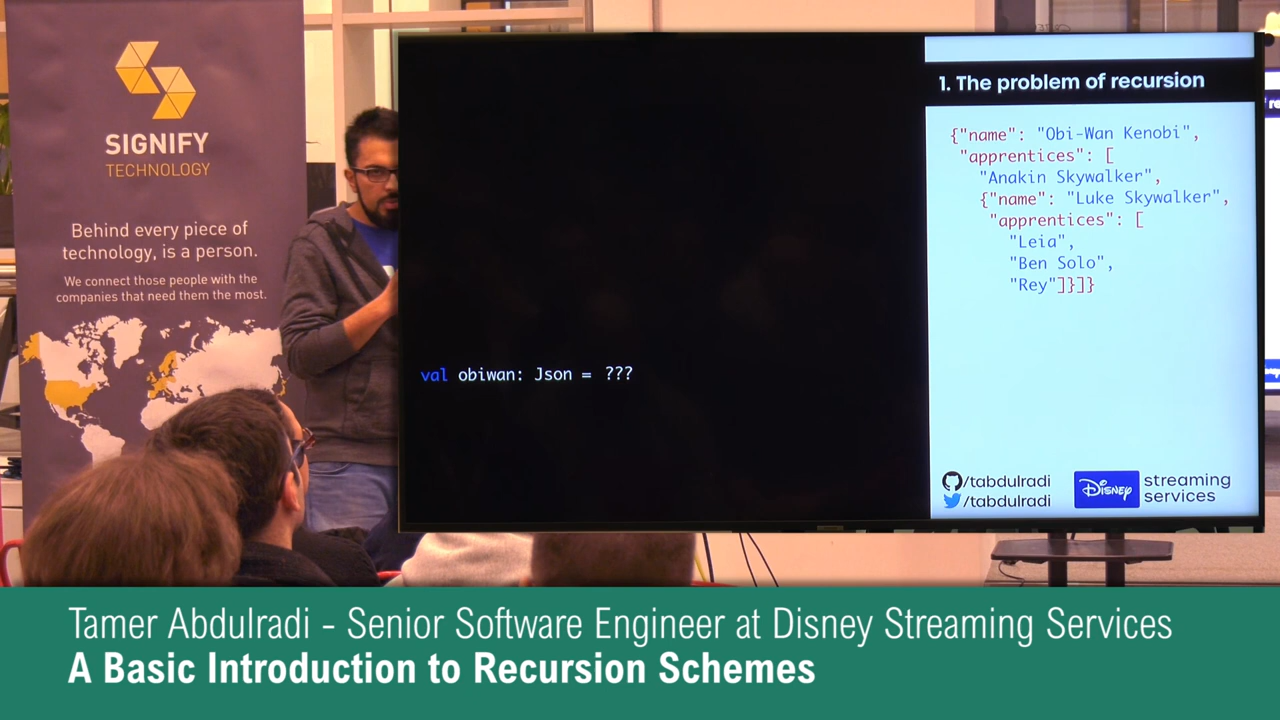 SIGNIFY
TECHNOLOGY
Behind every piece of
technology, is a person.
We connect those people with the
companies that need them the most.
val obiwan: Json = ???
1. The problem of recursion
{"name": "Obi-Wan Kenobi",
"apprentices": [
"Anakin Skywalker",
{"name": "Luke Skywalker",
"apprentices": [
"Leia",
"Ben Solo",
"Rey"]}]}
/tabdulradi
/tabdulradi
Disney
streaming
services
Tamer Abdulradi - Senior Software Engineer at Disney Streaming Services
A Basic Introduction to Recursion Schemes